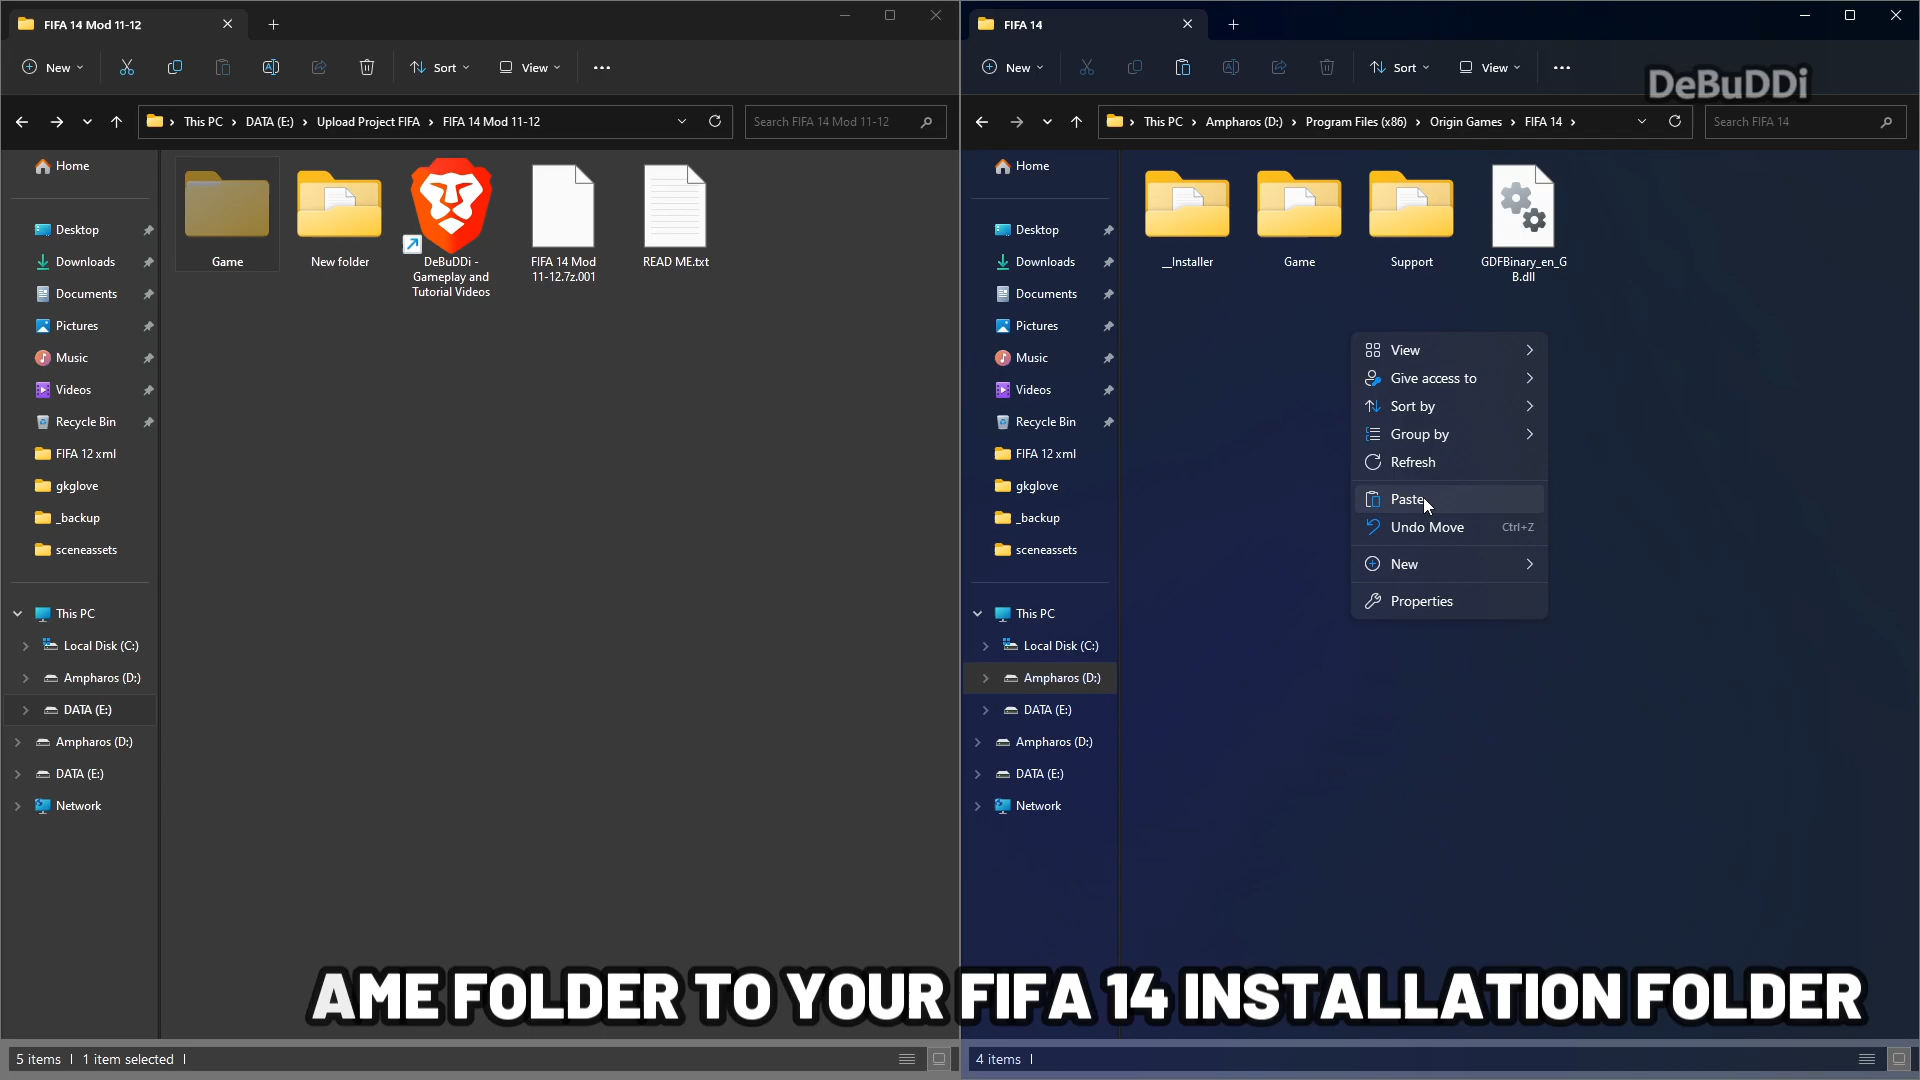 FIFA 14 Mod 11-12
New
Sort
View
This PC
DATA (E:)
Upload Project FIFA
FIFA 14 Mod 11-12
Search FIFA 14 Mod 11-12
Home
Desktop
Downloads
Documents
Pictures
Music
Videos
Recycle Bin
FIFA 12 xml
gkglove
_backup
sceneassets
This PC
Local Disk (C:)
Ampharos (D:)
DATA (E:)
Ampharos (D:)
DATA (E:)
Network
Game
New folder
DeBuDDi -
Gameplay and
Tutorial Videos
FIFA 14 Mod
11-12.7z.001
READ ME.txt
5 items
1 item selected
FIFA 14
New
Sort
View
DeBuDDi
This PC
Ampharos (D:)
Program Files (x86)
Origin Games
FIFA 14
Search FIFA 14
Home
Desktop
Downloads
Documents
Pictures
Music
Videos
Recycle Bin
FIFA 12 xml
gkglove
_backup
sceneassets
This PC
Local Disk (C:)
Ampharos (D:)
DATA (E:)
Ampharos (D:)
DATA (E:)
Network
__Installer
Game
Support
GDFBinary_en_G
B.dll
View
Give access to
Sort by
Group by
Refresh
Paste
Undo Move Ctrl+Z
New
Properties
AME FOLDER TO YOUR FIFA 14 INSTALLATION FOLDER
4 items